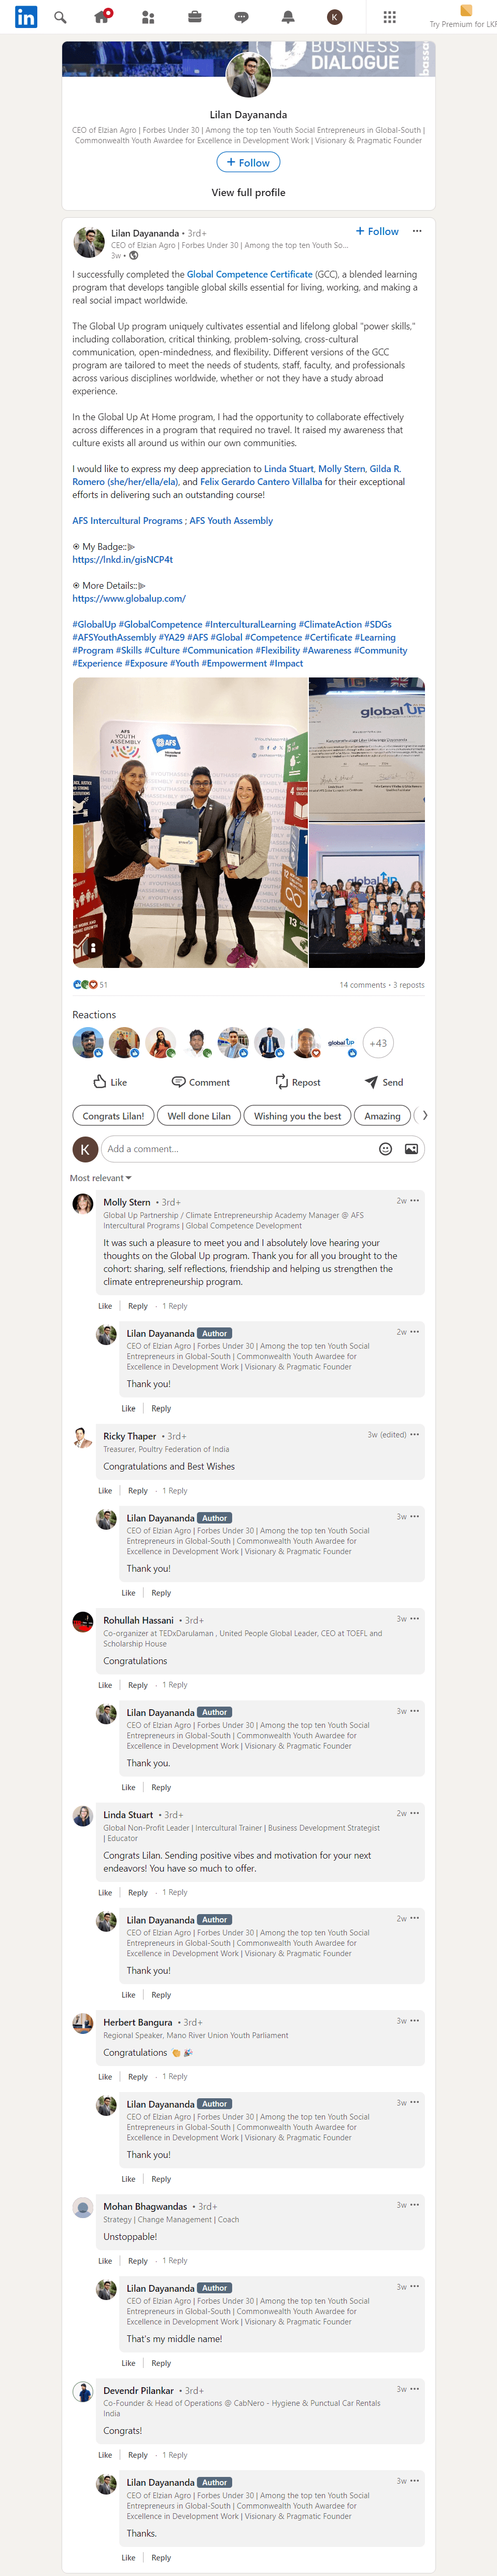 in
K
Try Premium for LKR
BUSINESS
DIALOGUE
Lilan Dayananda
CEO of Elzian Agro | Forbes Under 30 | Among the top ten Youth Social Entrepreneurs in Global-South |
Commonwealth Youth Awardee for Excellence in Development Work | Visionary & Pragmatic Founder
+ Follow
View full profile
Lilan Dayananda • 3rd+
+ Follow
CEO of Elzian Agro | Forbes Under 30 | Among the top ten Youth So...
3w •
I successfully completed the Global Competence Certificate (GCC), a blended learning
program that develops tangible global skills essential for living, working, and making a
real social impact worldwide.
The Global Up program uniquely cultivates essential and lifelong global "power skills,"
including collaboration, critical thinking, problem-solving, cross-cultural
communication, open-mindedness, and flexibility. Different versions of the GCC
program are tailored to meet the needs of students, staff, faculty, and professionals
across various disciplines worldwide, whether or not they have a study abroad
experience.
In the Global Up At Home program, I had the opportunity to collaborate effectively
across differences in a program that required no travel. It raised my awareness that
culture exists all around us within our own communities.
I would like to express my deep appreciation to Linda Stuart, Molly Stern, Gilda R.
Romero (she/her/ella/ela), and Felix Gerardo Cantero Villalba for their exceptional
efforts in delivering such an outstanding course!
AFS Intercultural Programs ; AFS Youth Assembly
My Badge::
https://lnkd.in/gisNCP4t
More Details::
https://www.globalup.com/
#GlobalUp #GlobalCompetence #InterculturalLearning #ClimateAction #SDGs
#AFSYouthAssembly #YA29 #AFS #Global #Competence #Certificate #Learning
#Program #Skills #Culture #Communication #Flexibility #Awareness #Community
#Experience #Exposure #Youth #Empowerment #Impact
AFS
YOUTH
ASSEMBLY
AFS
global UP
global UP
12
13
51
14 comments • 3 reposts
Reactions
global UP
+43
Like
Comment
Repost
Send
Congrats Lilan!
Well done Lilan
Wishing you the best
Amazing
K
Add a comment...
Most relevant
Molly Stern • 3rd+
2w
Global Up Partnership / Climate Entrepreneurship Academy Manager @ AFS
Intercultural Programs | Global Competence Development
It was such a pleasure to meet you and I absolutely love hearing your
thoughts on the Global Up program. Thank you for all you brought to the
cohort: sharing, self reflections, friendship and helping us strengthen the
climate entrepreneurship program.
Like | Reply · 1 Reply
Lilan Dayananda Author
2w
CEO of Elzian Agro | Forbes Under 30 | Among the top ten Youth Social
Entrepreneurs in Global-South | Commonwealth Youth Awardee for
Excellence in Development Work | Visionary & Pragmatic Founder
Thank you!
Like | Reply
Ricky Thaper • 3rd+
3w (edited)
Treasurer, Poultry Federation of India
Congratulations and Best Wishes
Like | Reply · 1 Reply
Lilan Dayananda Author
3w
CEO of Elzian Agro | Forbes Under 30 | Among the top ten Youth Social
Entrepreneurs in Global-South | Commonwealth Youth Awardee for
Excellence in Development Work | Visionary & Pragmatic Founder
Thank you!
Like | Reply
Rohullah Hassani • 3rd+
3w
Co-organizer at TEDxDarulaman , United People Global Leader, CEO at TOEFL and
Scholarship House
Congratulations
Like | Reply · 1 Reply
Lilan Dayananda Author
3w
CEO of Elzian Agro | Forbes Under 30 | Among the top ten Youth Social
Entrepreneurs in Global-South | Commonwealth Youth Awardee for
Excellence in Development Work | Visionary & Pragmatic Founder
Thank you.
Like | Reply
Linda Stuart • 3rd+
2w
Global Non-Profit Leader | Intercultural Trainer | Business Development Strategist
| Educator
Congrats Lilan. Sending positive vibes and motivation for your next
endeavors! You have so much to offer.
Like | Reply · 1 Reply
Lilan Dayananda Author
2w
CEO of Elzian Agro | Forbes Under 30 | Among the top ten Youth Social
Entrepreneurs in Global-South | Commonwealth Youth Awardee for
Excellence in Development Work | Visionary & Pragmatic Founder
Thank you!
Like | Reply
Herbert Bangura • 3rd+
3w
Regional Speaker, Mano River Union Youth Parliament
Congratulations 👏 🎉
Like | Reply · 1 Reply
Lilan Dayananda Author
3w
CEO of Elzian Agro | Forbes Under 30 | Among the top ten Youth Social
Entrepreneurs in Global-South | Commonwealth Youth Awardee for
Excellence in Development Work | Visionary & Pragmatic Founder
Thank you!
Like | Reply
Mohan Bhagwandas • 3rd+
3w
Strategy | Change Management | Coach
Unstoppable!
Like | Reply · 1 Reply
Lilan Dayananda Author
3w
CEO of Elzian Agro | Forbes Under 30 | Among the top ten Youth Social
Entrepreneurs in Global-South | Commonwealth Youth Awardee for
Excellence in Development Work | Visionary & Pragmatic Founder
That's my middle name!
Like | Reply
Devendr Pilankar • 3rd+
3w
Co-Founder & Head of Operations @ CabNero - Hygiene & Punctual Car Rentals
India
Congrats!
Like | Reply · 1 Reply
Lilan Dayananda Author
3w
CEO of Elzian Agro | Forbes Under 30 | Among the top ten Youth Social
Entrepreneurs in Global-South | Commonwealth Youth Awardee for
Excellence in Development Work | Visionary & Pragmatic Founder
Thanks.
Like | Reply